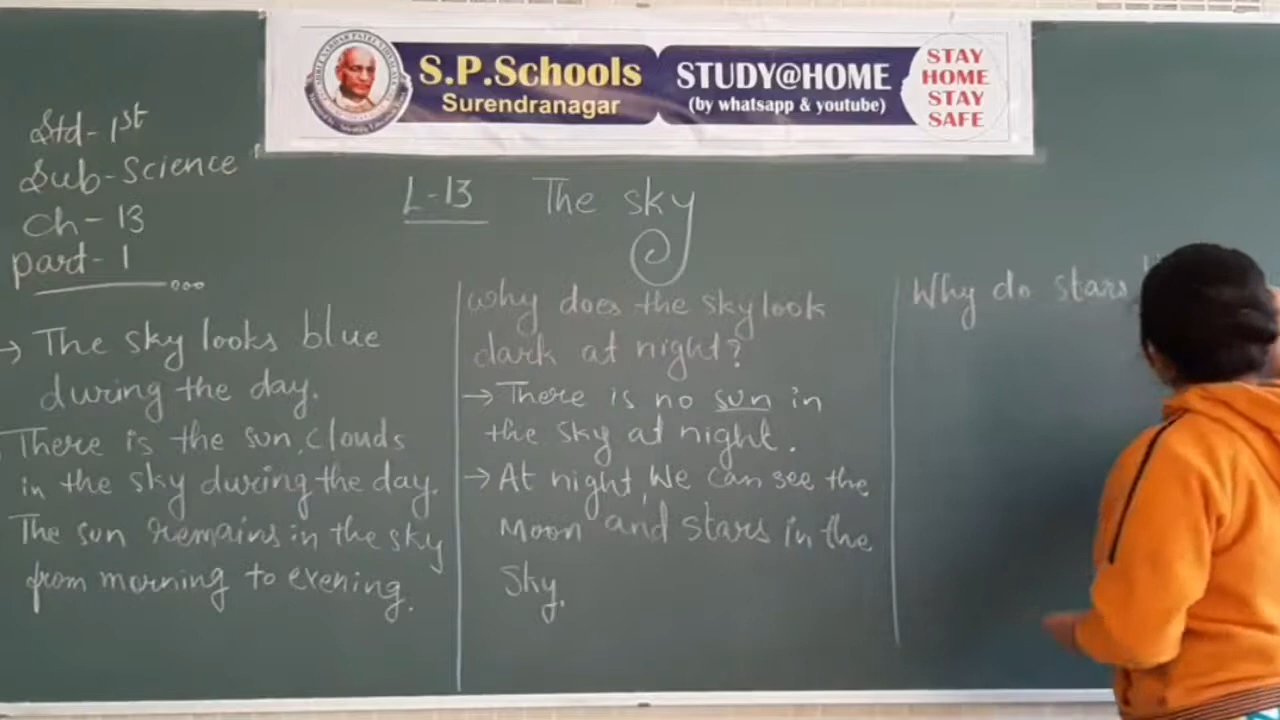 S.P.Schools
Surendranagar
STUDY@HOME
(by whatsapp & youtube)
STAY
HOME
STAY
SAFE
Std - 1st
Sub - Science
Ch - 13
part - 1
L-13 The sky
→ The sky looks blue
during the day.
There is the sun, clouds
in the sky during the day.
The sun remains in the sky
from morning to evening.
why does the sky look
dark at night?
→ There is no sun in
the sky at night.
→ At night, We can see the
Moon and stars in the
Sky.
Why do stars